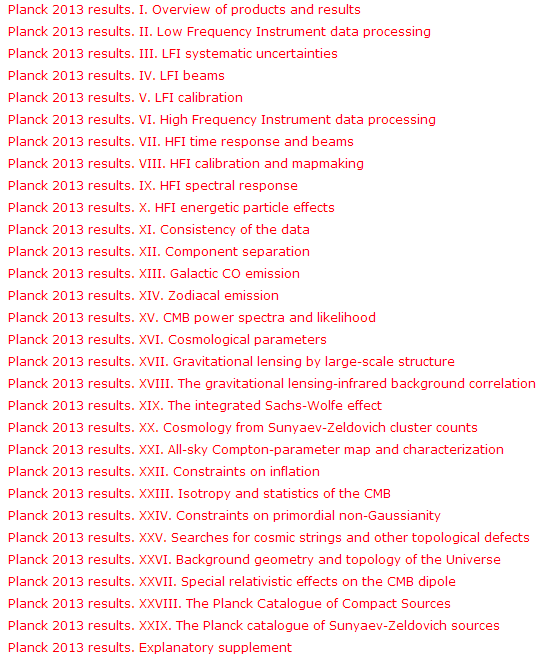 Planck 2013 results. I. Overview of products and results
Planck 2013 results. II. Low Frequency Instrument data processing
Planck 2013 results. III. LFI systematic uncertainties
Planck 2013 results. IV. LFI beams
Planck 2013 results. V. LFI calibration
Planck 2013 results. VI. High Frequency Instrument data processing
Planck 2013 results. VII. HFI time response and beams
Planck 2013 results. VIII. HFI calibration and mapmaking
Planck 2013 results. IX. HFI spectral response
Planck 2013 results. X. HFI energetic particle effects
Planck 2013 results. XI. Consistency of the data
Planck 2013 results. XII. Component separation
Planck 2013 results. XIII. Galactic CO emission
Planck 2013 results. XIV. Zodiacal emission
Planck 2013 results. XV. CMB power spectra and likelihood
Planck 2013 results. XVI. Cosmological parameters
Planck 2013 results. XVII. Gravitational lensing by large-scale structure
Planck 2013 results. XVIII. The gravitational lensing-infrared background correlation
Planck 2013 results. XIX. The integrated Sachs-Wolfe effect
Planck 2013 results. XX. Cosmology from Sunyaev-Zeldovich cluster counts
Planck 2013 results. XXI. All-sky Compton-parameter map and characterization
Planck 2013 results. XXII. Constraints on inflation
Planck 2013 results. XXIII. Isotropy and statistics of the CMB
Planck 2013 results. XXIV. Constraints on primordial non-Gaussianity
Planck 2013 results. XXV. Searches for cosmic strings and other topological defects
Planck 2013 results. XXVI. Background geometry and topology of the Universe
Planck 2013 results. XXVII. Special relativistic effects on the CMB dipole
Planck 2013 results. XXVIII. The Planck Catalogue of Compact Sources
Planck 2013 results. XXIX. The Planck catalogue of Sunyaev-Zeldovich sources
Planck 2013 results. Explanatory supplement